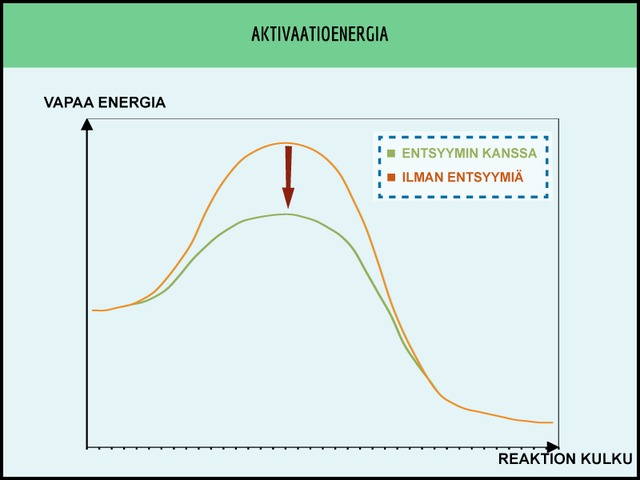 AKTIVAATIOENERGIA
VAPAA ENERGIA
ENTSYYMIN KANSSA
ILMAN ENTSYYMIÄ
REAKTION KULKU